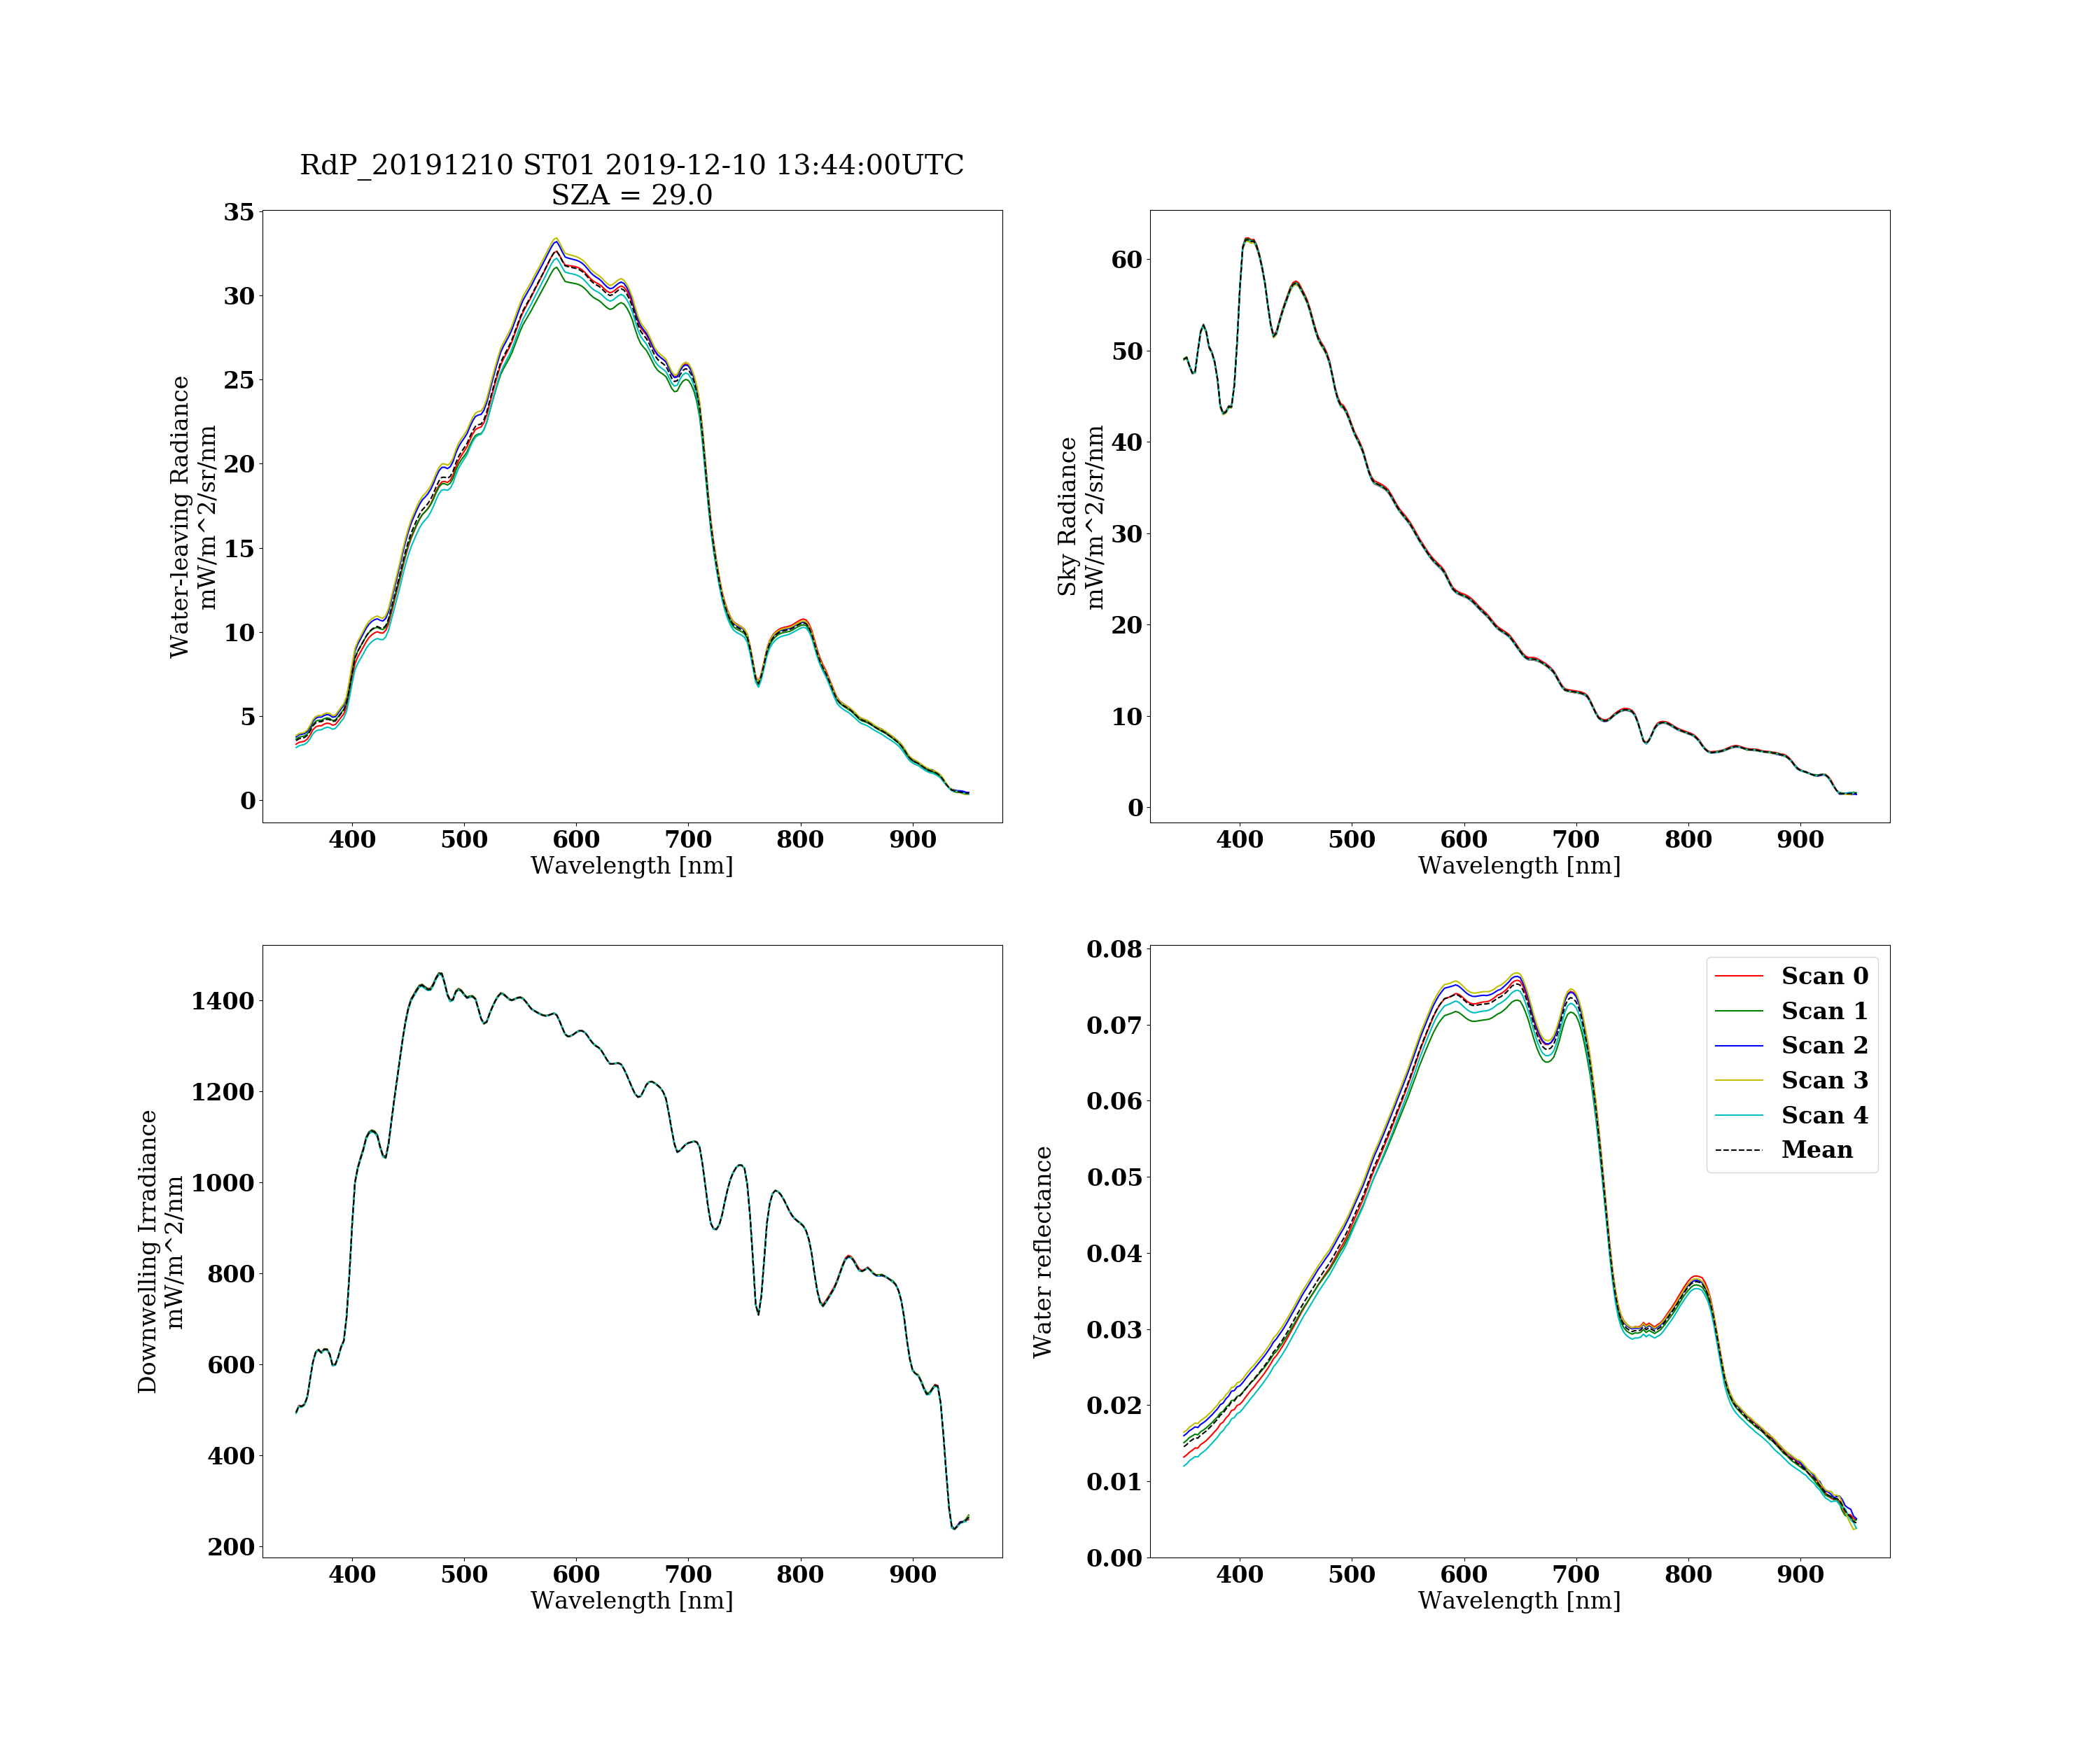 RdP_20191210 ST01 2019-12-10 13:44:00UTC
SZA = 29.0
35
30
25
20
15
10
5
0
Water-leaving Radiance
mW/m^2/sr/nm
400 500 600 700 800 900
Wavelength [nm]
60
50
40
30
20
10
0
Sky Radiance
mW/m^2/sr/nm
400 500 600 700 800 900
Wavelength [nm]
1400
1200
1000
800
600
400
200
Downwelling Irradiance
mW/m^2/nm
400 500 600 700 800 900
Wavelength [nm]
0.08
0.07
0.06
0.05
0.04
0.03
0.02
0.01
0.00
Water reflectance
400 500 600 700 800 900
Wavelength [nm]
Scan 0
Scan 1
Scan 2
Scan 3
Scan 4
Mean